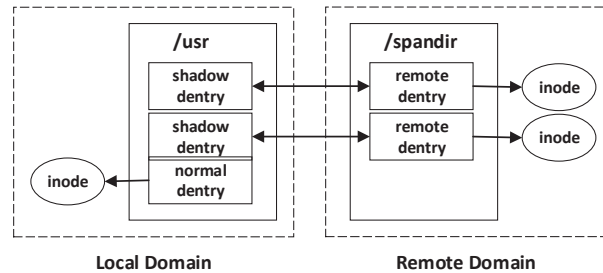 /usr
/spandir
shadow
dentry
remote
dentry
inode
shadow
dentry
remote
dentry
inode
inode
normal
dentry
Local Domain
Remote Domain